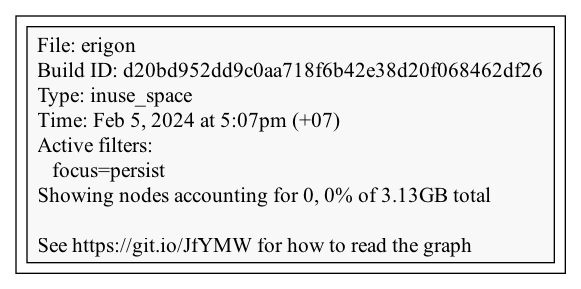 File: erigon
Build ID: d20bd952dd9c0aa718f6b42e38d20f068462df26
Type: inuse_space
Time: Feb 5, 2024 at 5:07pm (+07)
Active filters:
focus=persist
Showing nodes accounting for 0, 0% of 3.13GB total
See https://git.io/JfYMW for how to read the graph